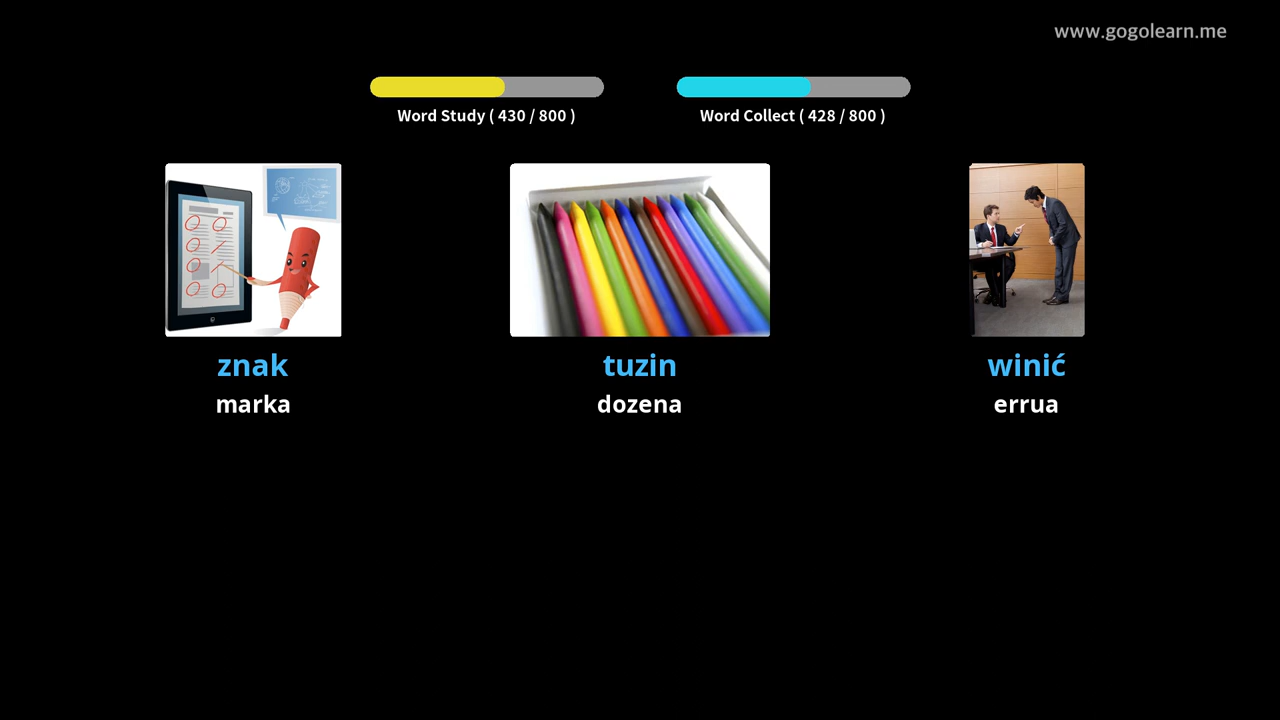 www.gogolearn.me
Word Study ( 430 / 800 )
Word Collect ( 428 / 800 )
znak
tuzin
winić
marka
dozena
errua